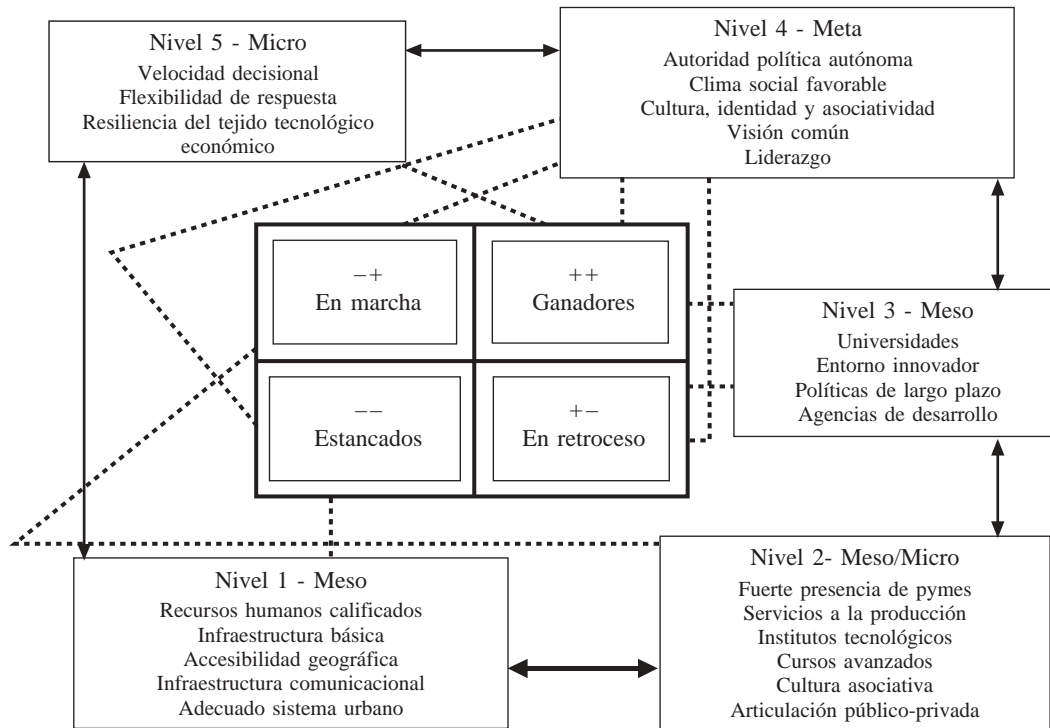 Nivel 5 - Micro
Velocidad decisional
Flexibilidad de respuesta
Resiliencia del tejido tecnológico
económico
Nivel 4 - Meta
Autoridad política autónoma
Clima social favorable
Cultura, identidad y asociatividad
Visión común
Liderazgo
−+
En marcha
++
Ganadores
−−
Estancados
+−
En retroceso
Nivel 3 - Meso
Universidades
Entorno innovador
Políticas de largo plazo
Agencias de desarrollo
Nivel 1 - Meso
Recursos humanos calificados
Infraestructura básica
Accesibilidad geográfica
Infraestructura comunicacional
Adecuado sistema urbano
Nivel 2- Meso/Micro
Fuerte presencia de pymes
Servicios a la producción
Institutos tecnológicos
Cursos avanzados
Cultura asociativa
Articulación público-privada